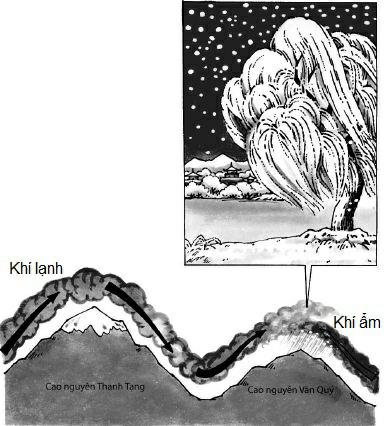 Khí lạnh
Khí ẩm
Cao nguyên Thanh Tạng
Cao nguyên Vân Quý